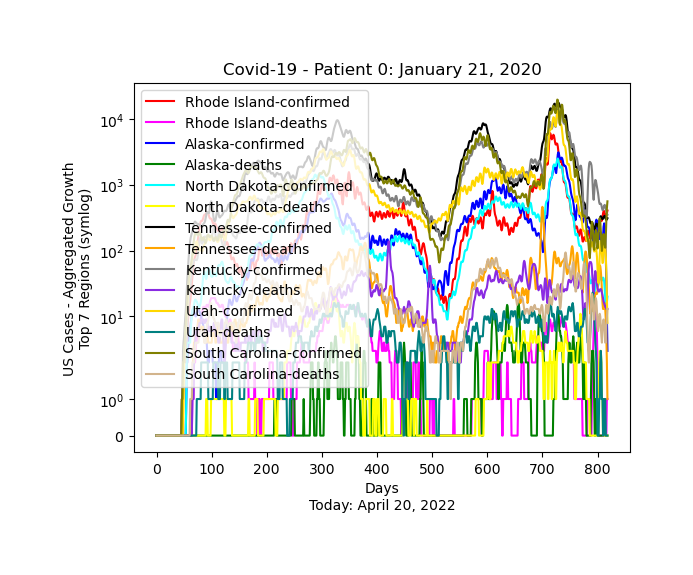 Covid-19 - Patient 0: January 21, 2020
US Cases - Aggregated Growth
Top 7 Regions (symlog)
10^4
10^3
10^2
10^1
10^0
0
Rhode Island-confirmed
Rhode Island-deaths
Alaska-confirmed
Alaska-deaths
North Dakota-confirmed
North Dakota-deaths
Tennessee-confirmed
Tennessee-deaths
Kentucky-confirmed
Kentucky-deaths
Utah-confirmed
Utah-deaths
South Carolina-confirmed
South Carolina-deaths
0 100 200 300 400 500 600 700 800
Days
Today: April 20, 2022